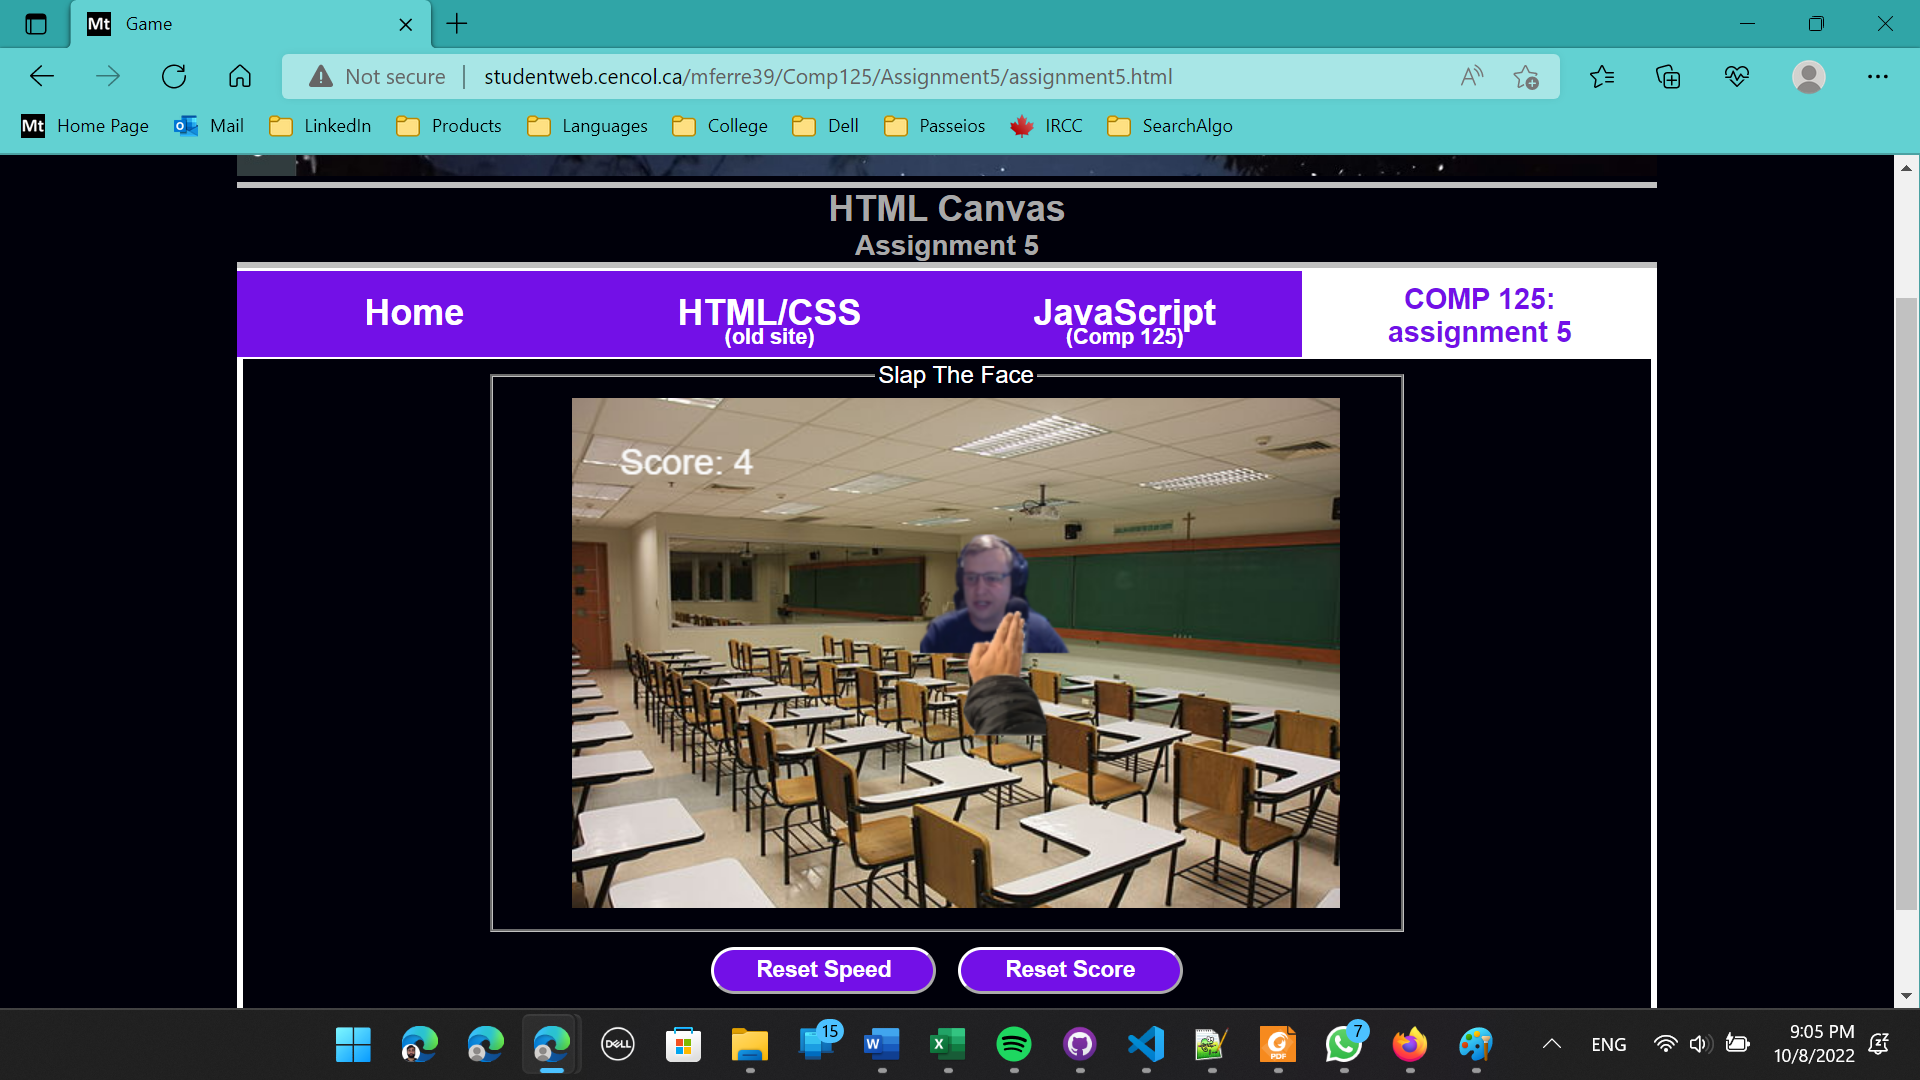 Mt Game
Not secure studentweb.cencol.ca/mferre39/Comp125/Assignment5/assignment5.html
Mt Home Page Mail LinkedIn Products Languages College Dell Passeios IRCC SearchAlgo
HTML Canvas
Assignment 5
Home
HTML/CSS
(old site)
JavaScript
(Comp 125)
COMP 125:
assignment 5
Slap The Face
Score: 4
Reset Speed Reset Score
DELL
15
W
X
PDF
7
ENG
9:05 PM
10/8/2022